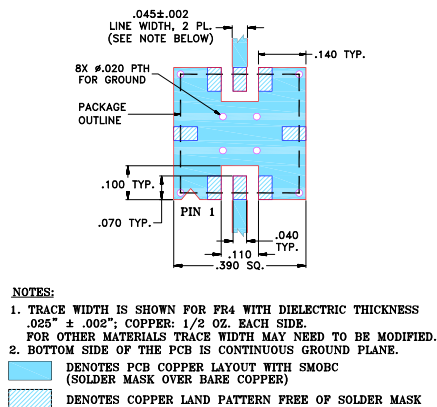 .045±.002
LINE WIDTH, 2 PL.
(SEE NOTE BELOW)
.140 TYP.
8X ø.020 PTH
FOR GROUND
PACKAGE
OUTLINE
.100 TYP.
.070 TYP.
PIN 1
.040
TYP.
.110
.390 SQ.
NOTES:
1. TRACE WIDTH IS SHOWN FOR FR4 WITH DIELECTRIC THICKNESS
.025" ± .002"; COPPER: 1/2 OZ. EACH SIDE.
FOR OTHER MATERIALS TRACE WIDTH MAY NEED TO BE MODIFIED.
2. BOTTOM SIDE OF THE PCB IS CONTINUOUS GROUND PLANE.
DENOTES PCB COPPER LAYOUT WITH SMOBC
(SOLDER MASK OVER BARE COPPER)
DENOTES COPPER LAND PATTERN FREE OF SOLDER MASK